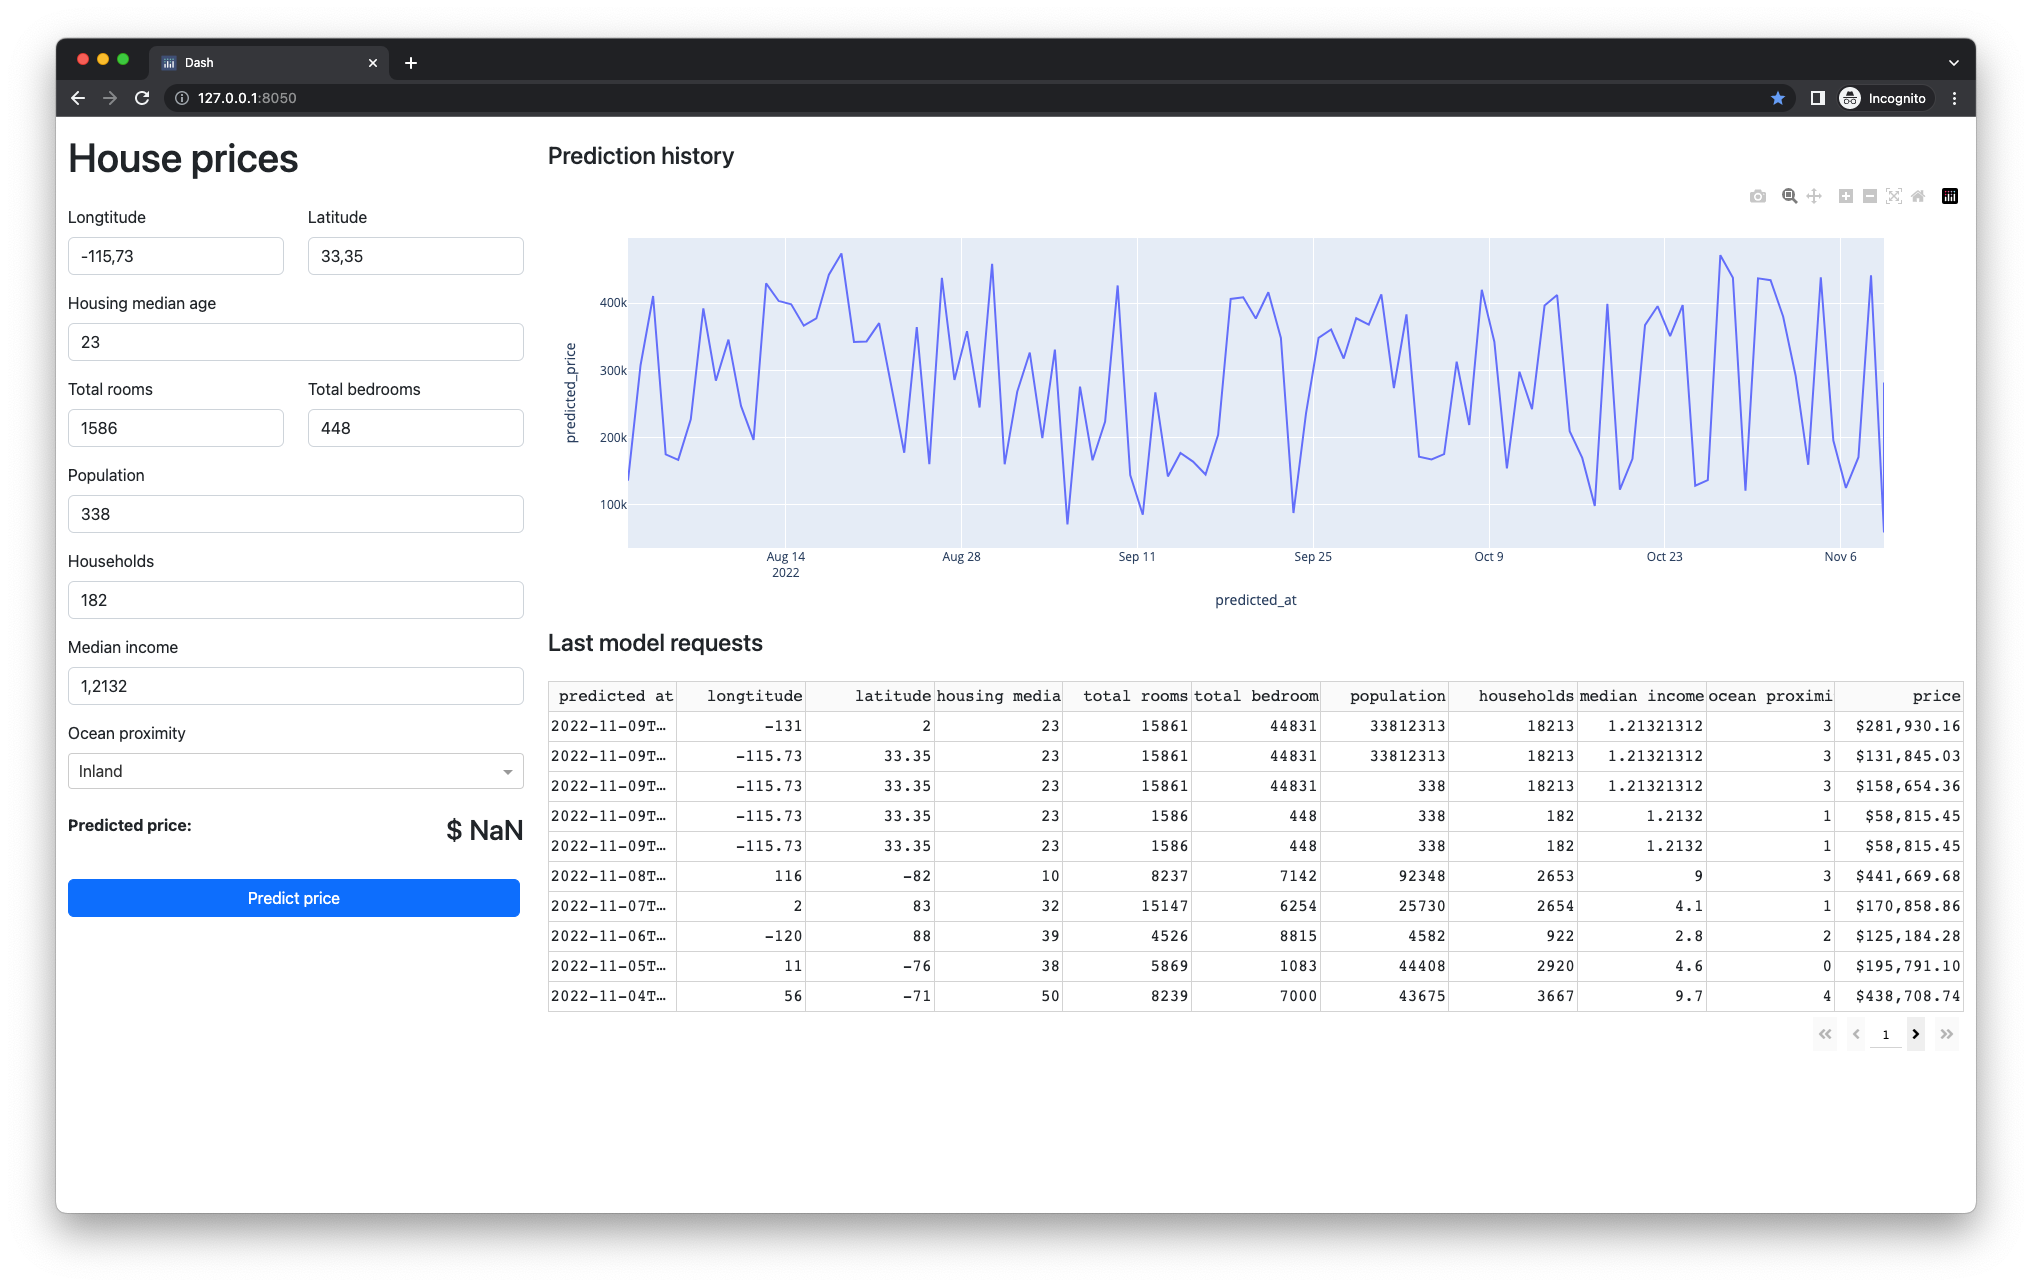 Dash
127.0.0.1:8050
Incognito
House prices
Longtitude Latitude
-115,73 33,35
Housing median age
23
Total rooms Total bedrooms
1586 448
Population
338
Households
182
Median income
1,2132
Ocean proximity
Inland
Predicted price: $ NaN
Predict price
Prediction history
predicted_price
400k
300k
200k
100k
Aug 14 Aug 28 Sep 11 Sep 25 Oct 9 Oct 23 Nov 6
2022
predicted_at
Last model requests
predicted at longtitude latitude housing media total rooms total bedroom population households median income ocean proximi price
2022-11-09T... -131 2 23 15861 44831 33812313 18213 1.21321312 3 $281,930.16
2022-11-09T... -115.73 33.35 23 15861 44831 33812313 18213 1.21321312 3 $131,845.03
2022-11-09T... -115.73 33.35 23 15861 44831 338 18213 1.21321312 3 $158,654.36
2022-11-09T... -115.73 33.35 23 1586 448 338 182 1.2132 1 $58,815.45
2022-11-09T... -115.73 33.35 23 1586 448 338 182 1.2132 1 $58,815.45
2022-11-08T... 116 -82 10 8237 7142 92348 2653 9 3 $441,669.68
2022-11-07T... 2 83 32 15147 6254 25730 2654 4.1 1 $170,858.86
2022-11-06T... -120 88 39 4526 8815 4582 922 2.8 2 $125,184.28
2022-11-05T... 11 -76 38 5869 1083 44408 2920 4.6 0 $195,791.10
2022-11-04T... 56 -71 50 8239 7000 43675 3667 9.7 4 $438,708.74
1